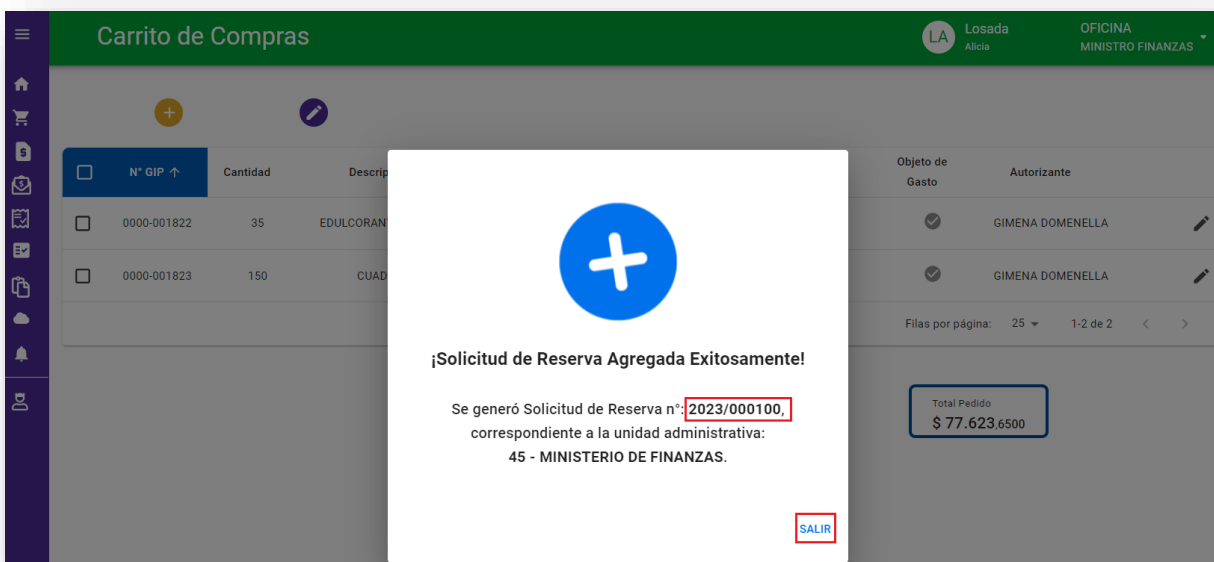 Carrito de Compras
LA
Losada
Alicia
OFICINA
MINISTRO FINANZAS
N° GIP
Cantidad
Descrip
Objeto de
Gasto
Autorizante
0000-001822
35
EDULCORAN
GIMENA DOMENELLA
0000-001823
150
CUAD
GIMENA DOMENELLA
Filas por página: 25
1-2 de 2
¡Solicitud de Reserva Agregada Exitosamente!
Se generó Solicitud de Reserva n°: 2023/000100,
correspondiente a la unidad administrativa:
45 - MINISTERIO DE FINANZAS.
SALIR
Total Pedido
$ 77.623,6500